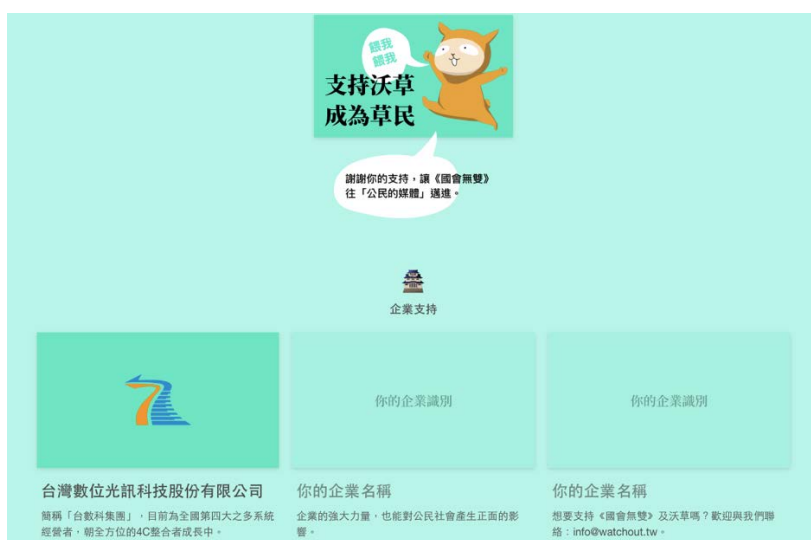 餵我
餵我
支持沃草
成為草民
謝謝你的支持，讓《國會無雙》
往「公民的媒體」邁進。
企業支持
你的企業識別
你的企業識別
台灣數位光訊科技股份有限公司
簡稱「台數科集團」，目前為全國第四大之多系統
經營者，朝全方位的4C整合者成長中。
你的企業名稱
企業的強大力量，也能對公民社會產生正面的影
響。
你的企業名稱
想要支持《國會無雙》及沃草嗎？歡迎與我們聯
絡：info@watchout.tw。